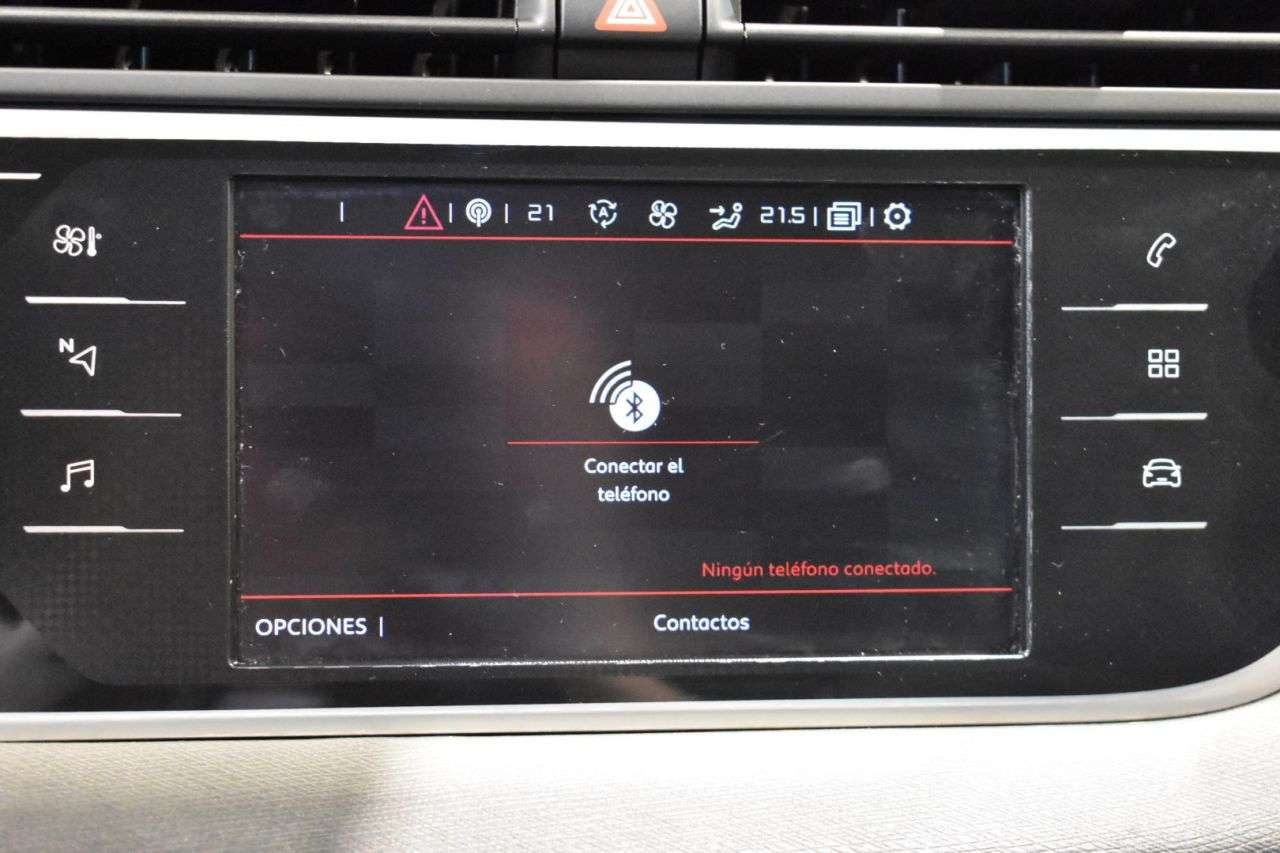 21 A 21.5
N
Conectar el
teléfono
Ningún teléfono conectado.
OPCIONES |
Contactos